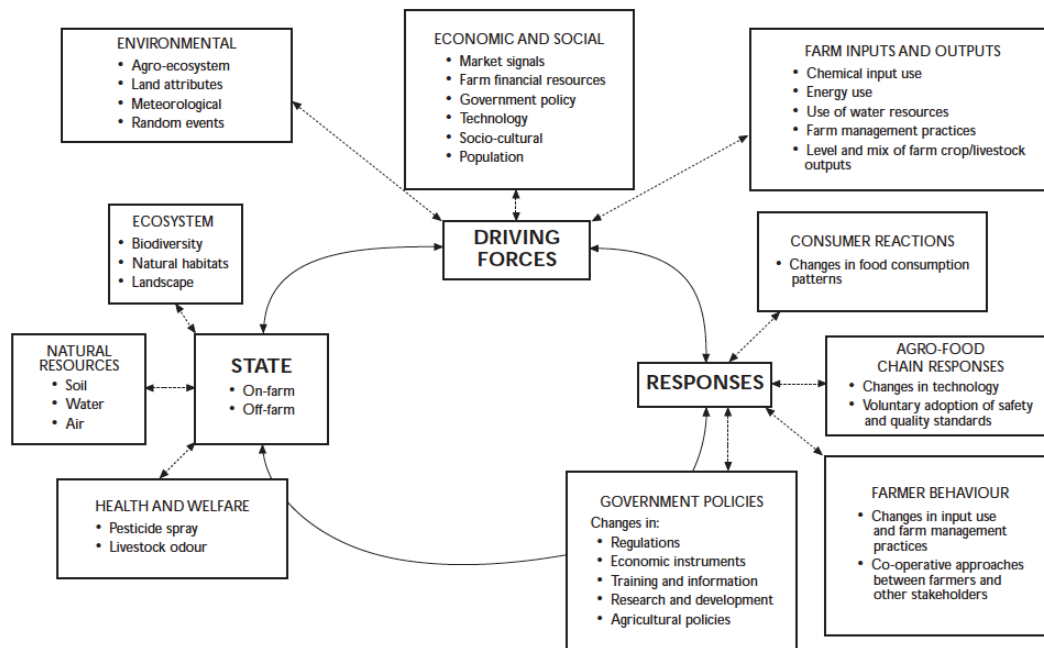 ENVIRONMENTAL
• Agro-ecosystem
• Land attributes
• Meteorological
• Random events
ECONOMIC AND SOCIAL
• Market signals
• Farm financial resources
• Government policy
• Technology
• Socio-cultural
• Population
FARM INPUTS AND OUTPUTS
• Chemical input use
• Energy use
• Use of water resources
• Farm management practices
• Level and mix of farm crop/livestock
outputs
DRIVING
FORCES
ECOSYSTEM
• Biodiversity
• Natural habitats
• Landscape
CONSUMER REACTIONS
• Changes in food consumption
patterns
NATURAL
RESOURCES
• Soil
• Water
• Air
STATE
• On-farm
• Off-farm
RESPONSES
AGRO-FOOD
CHAIN RESPONSES
• Changes in technology
• Voluntary adoption of safety
and quality standards
HEALTH AND WELFARE
• Pesticide spray
• Livestock odour
GOVERNMENT POLICIES
Changes in:
• Regulations
• Economic instruments
• Training and information
• Research and development
• Agricultural policies
FARMER BEHAVIOUR
• Changes in input use
and farm management
practices
• Co-operative approaches
between farmers and
other stakeholders